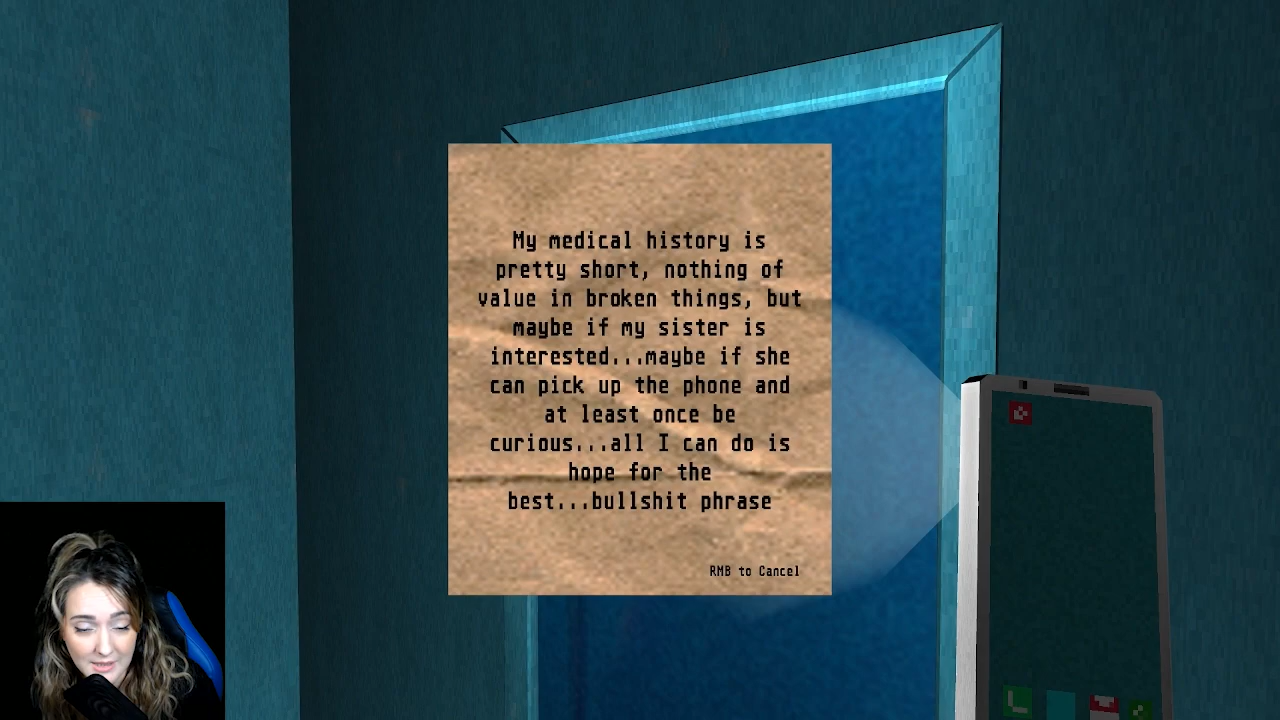 My medical history is
pretty short, nothing of
value in broken things, but
maybe if my sister is
interested...maybe if she
can pick up the phone and
at least once be
curious...all I can do is
hope for the
best...bullshit phrase
RMB to Cancel